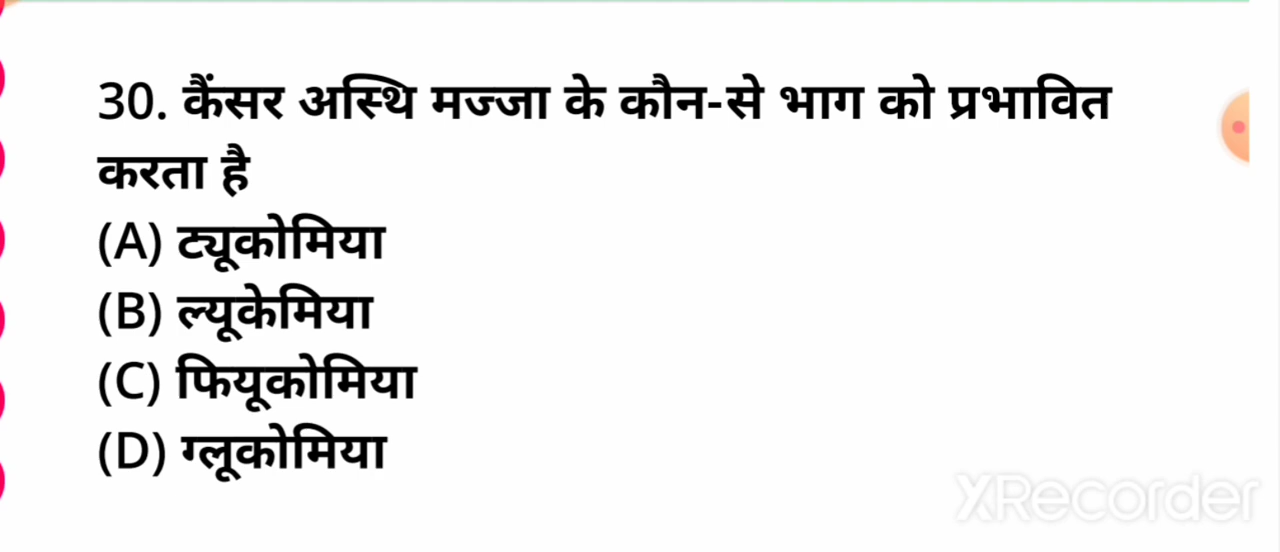 30. कैंसर अस्थि मज्जा के कौन-से भाग को प्रभावित
करता है
(A) ट्यूकोमिया
(B) ल्यूकेमिया
(C) फियूकोमिया
(D) ग्लूकोमिया
XRecorder